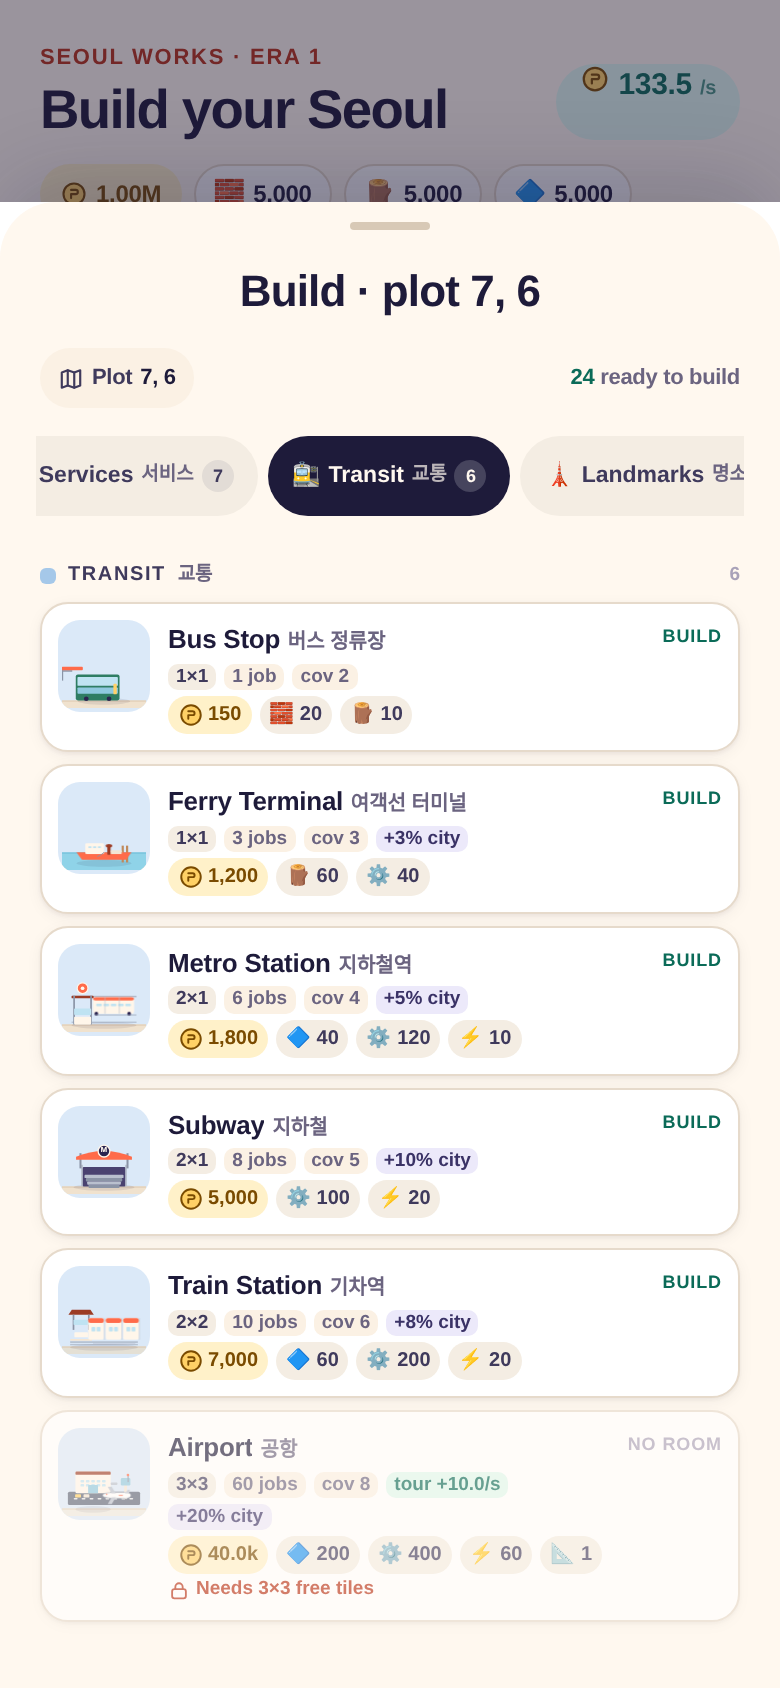 SEOUL WORKS · ERA 1
Build your Seoul
133.5 /s
1.00M 5,000 5,000 5,000
Build · plot 7, 6
Plot 7, 6
24 ready to build
Services 서비스 7
Transit 교통 6
Landmarks 명소
TRANSIT 교통 6
Bus Stop 버스 정류장 BUILD
1×1 1 job cov 2
150 20 10
Ferry Terminal 여객선 터미널 BUILD
1×1 3 jobs cov 3 +3% city
1,200 60 40
Metro Station 지하철역 BUILD
2×1 6 jobs cov 4 +5% city
1,800 40 120 10
M
Subway 지하철 BUILD
2×1 8 jobs cov 5 +10% city
5,000 100 20
Train Station 기차역 BUILD
2×2 10 jobs cov 6 +8% city
7,000 60 200 20
Airport 공항 NO ROOM
3×3 60 jobs cov 8 tour +10.0/s
+20% city
40.0k 200 400 60 1
Needs 3×3 free tiles